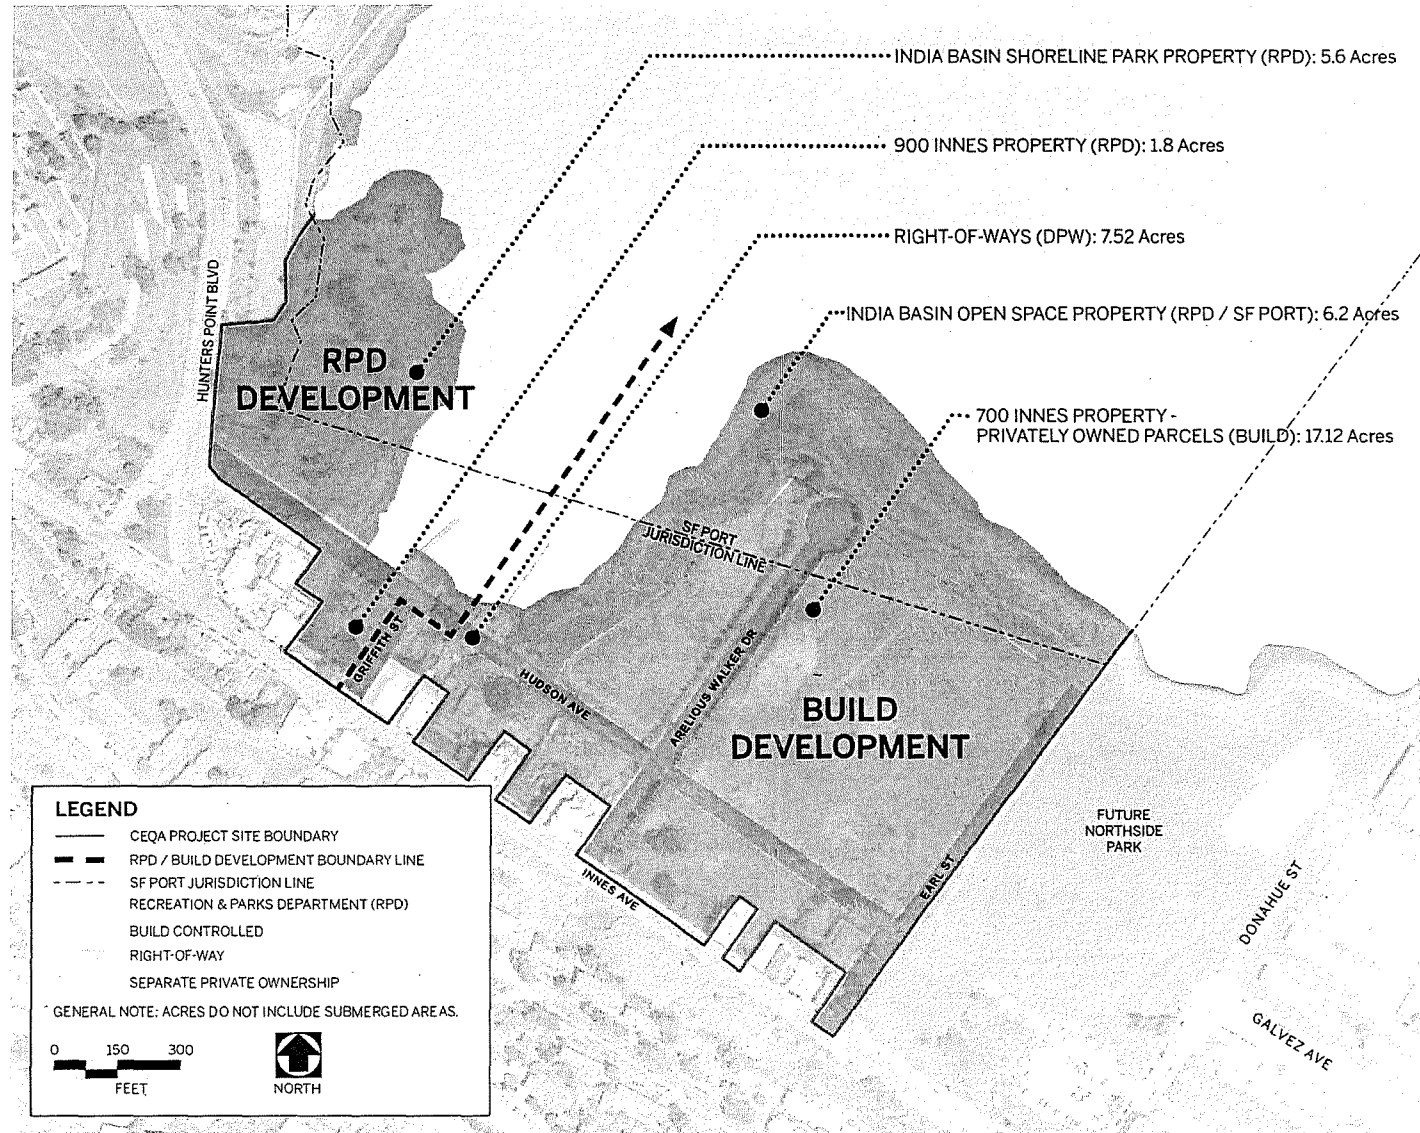 INDIA BASIN SHORELINE PARK PROPERTY (RPD): 5.6 Acres
900 INNES PROPERTY (RPD): 1.8 Acres
RIGHT-OF-WAYS (DPW): 7.52 Acres
INDIA BASIN OPEN SPACE PROPERTY (RPD / SF PORT): 6.2 Acres
700 INNES PROPERTY -
PRIVATELY OWNED PARCELS (BUILD): 17.12 Acres
HUNTERS POINT BLVD
RPD
DEVELOPMENT
SF PORT
JURISDICTION LINE
GRIFFITH ST
HUDSON AVE
ARELIOUS WALKER DR
BUILD
DEVELOPMENT
INNES AVE
EARL ST
FUTURE
NORTHSIDE
PARK
DONAHUE ST
GALVEZ AVE
LEGEND
CEQA PROJECT SITE BOUNDARY
RPD / BUILD DEVELOPMENT BOUNDARY LINE
SF PORT JURISDICTION LINE
RECREATION & PARKS DEPARTMENT (RPD)
BUILD CONTROLLED
RIGHT-OF-WAY
SEPARATE PRIVATE OWNERSHIP
GENERAL NOTE: ACRES DO NOT INCLUDE SUBMERGED AREAS.
0 150 300
FEET
NORTH